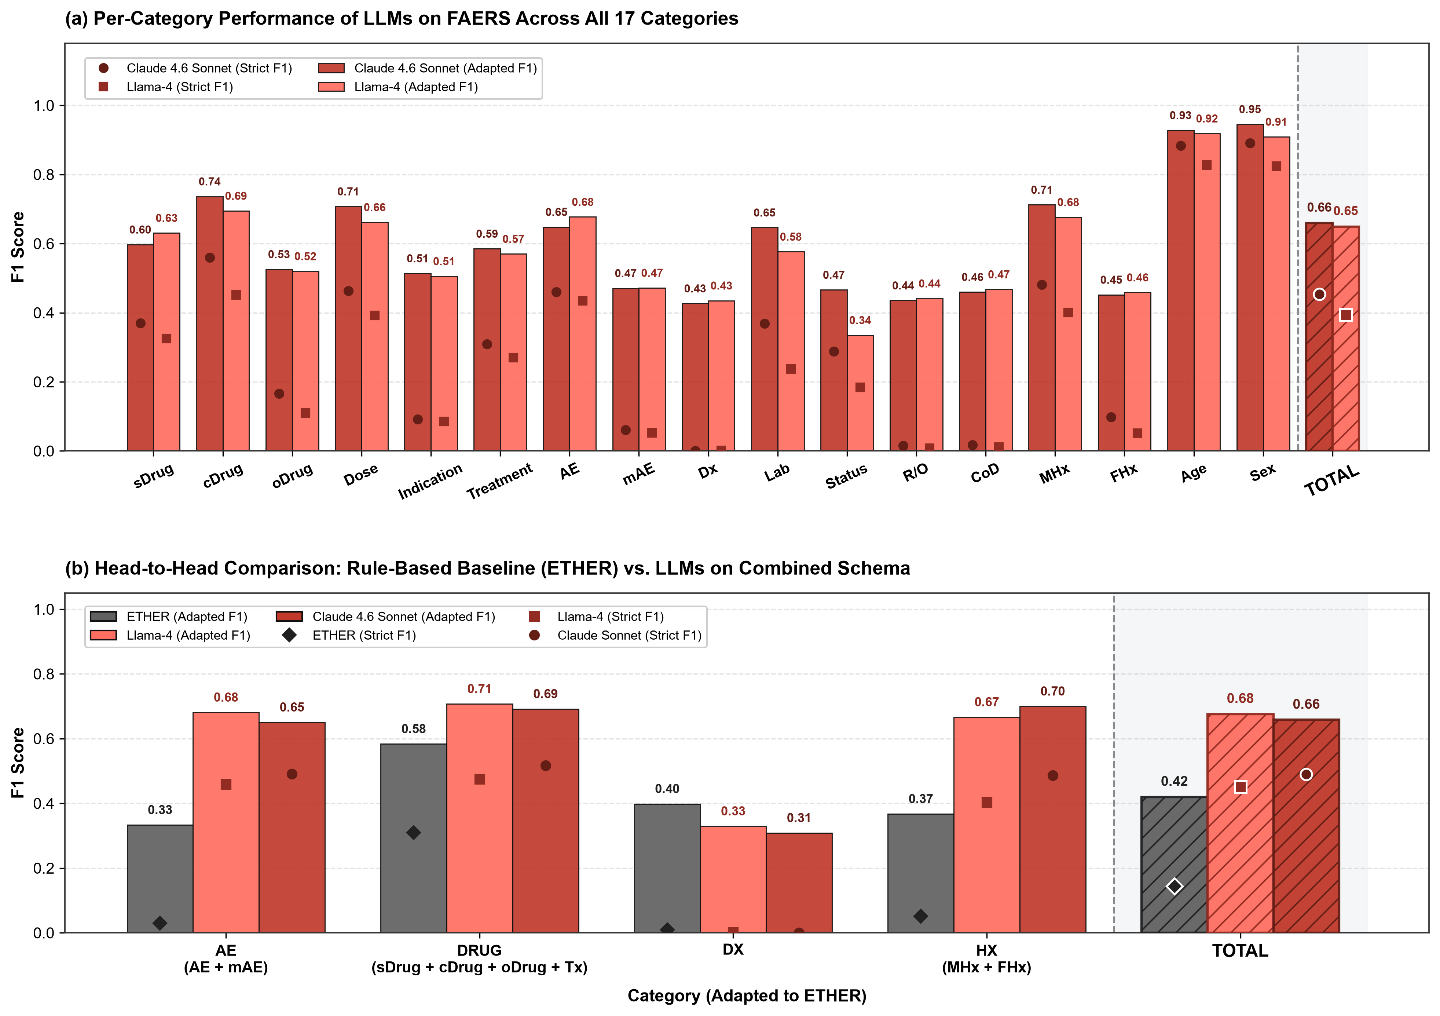 (a) Per-Category Performance of LLMs on FAERS Across All 17 Categories
Claude 4.6 Sonnet (Strict F1)
Llama-4 (Strict F1)
Claude 4.6 Sonnet (Adapted F1)
Llama-4 (Adapted F1)
F1 Score
1.0
0.8
0.6
0.4
0.2
0.0
0.60 0.63
0.74 0.69
0.53 0.52
0.71 0.66
0.51 0.51
0.59 0.57
0.65 0.68
0.47 0.47
0.43 0.43
0.65 0.58
0.47 0.34
0.44 0.44
0.46 0.47
0.71 0.68
0.45 0.46
0.93 0.92
0.95 0.91
0.66 0.65
sDrug cDrug oDrug Dose Indication Treatment AE mAE Dx Lab Status R/O CoD MHx FHx Age Sex TOTAL
(b) Head-to-Head Comparison: Rule-Based Baseline (ETHER) vs. LLMs on Combined Schema
ETHER (Adapted F1)
Llama-4 (Adapted F1)
Claude 4.6 Sonnet (Adapted F1)
ETHER (Strict F1)
Llama-4 (Strict F1)
Claude Sonnet (Strict F1)
F1 Score
1.0
0.8
0.6
0.4
0.2
0.0
0.33 0.68 0.65
0.58 0.71 0.69
0.40 0.33 0.31
0.37 0.67 0.70
0.42 0.68 0.66
AE
(AE + mAE)
DRUG
(sDrug + cDrug + oDrug + Tx)
DX
HX
(MHx + FHx)
TOTAL
Category (Adapted to ETHER)